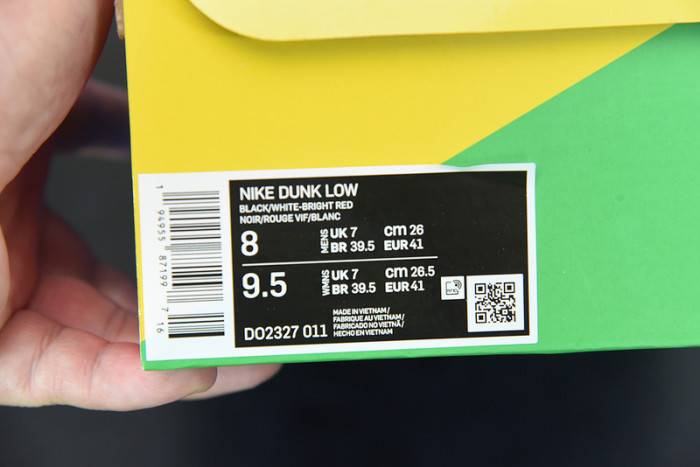 NIKE DUNK LOW
BLACK/WHITE-BRIGHT RED
NOIR/ROUGE VIF/BLANC
8 MENS UK 7 cm 26
BR 39.5 EUR 41
9.5 WMNS UK 7 cm 26.5
BR 39.5 EUR 41
MADE IN VIETNAM/
FABRIQUE AU VIETNAM/
FABRICADO NO VIETNÃ/
HECHO EN VIETNAM
DO2327 011
1 94955 87199 7 16